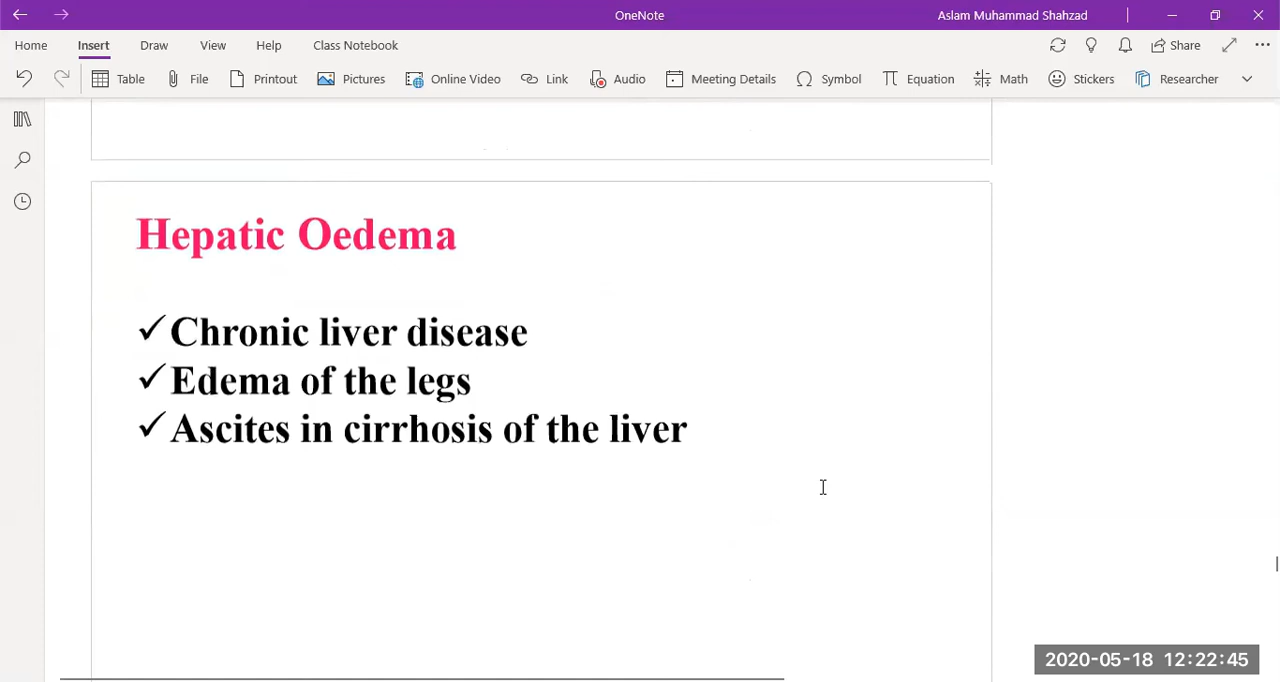 OneNote
Aslam Muhammad Shahzad
Home Insert Draw View Help Class Notebook
Share
Table File Printout Pictures Online Video Link Audio Meeting Details Symbol Equation Math Stickers Researcher
Hepatic Oedema
✓Chronic liver disease
✓Edema of the legs
✓Ascites in cirrhosis of the liver
2020-05-18 12:22:45